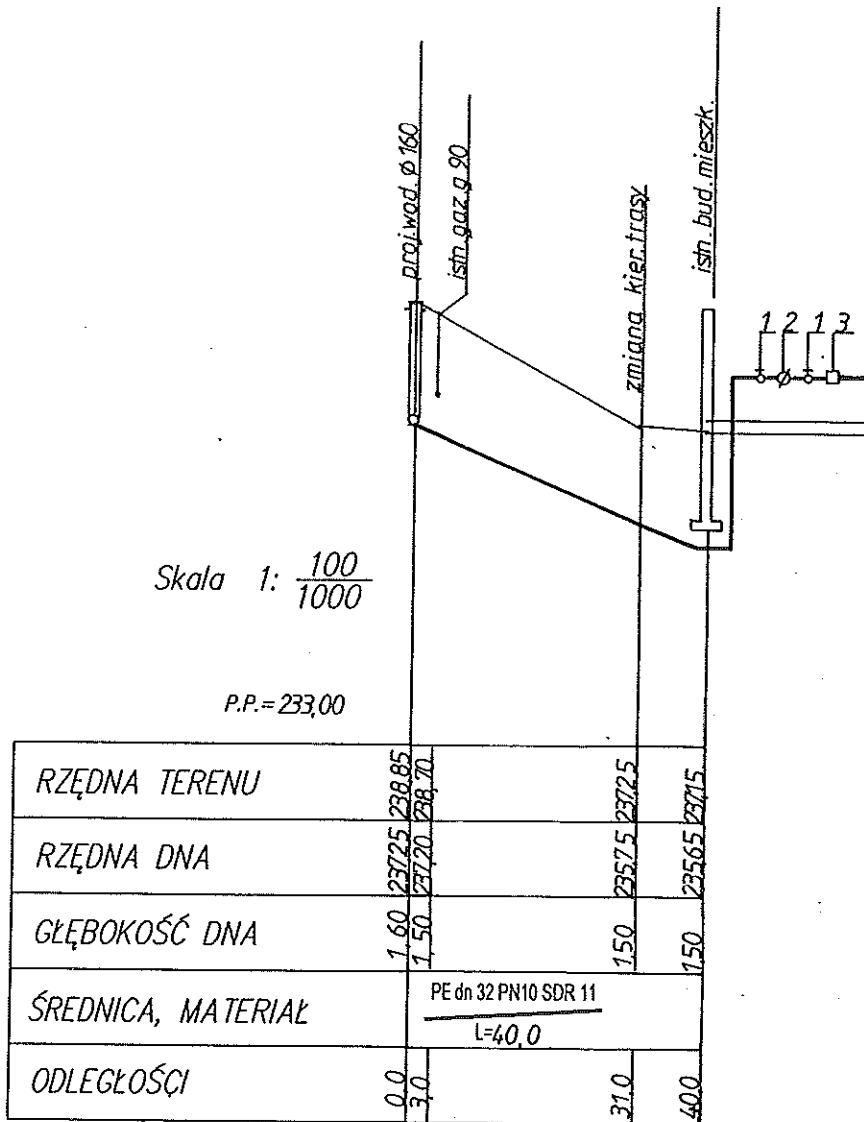 proj.wod. Ø 160
istn. gaz. g 90
zmiana kier. trasy
istn. bud. mieszk.
1 2 1 3
Skala 1: 100
1000
P.P.= 233,00
RZĘDNA TERENU 238,85 238,70 237,25 237,15
RZĘDNA DNA 237,25 237,20 235,75 235,65
GŁĘBOKOŚĆ DNA 1,60 1,50 1,50 1,50
ŚREDNICA, MATERIAŁ PE dn 32 PN10 SDR 11
L=40,0
ODLEGŁOŚĆI 0,0 3,0 31,0 40,0